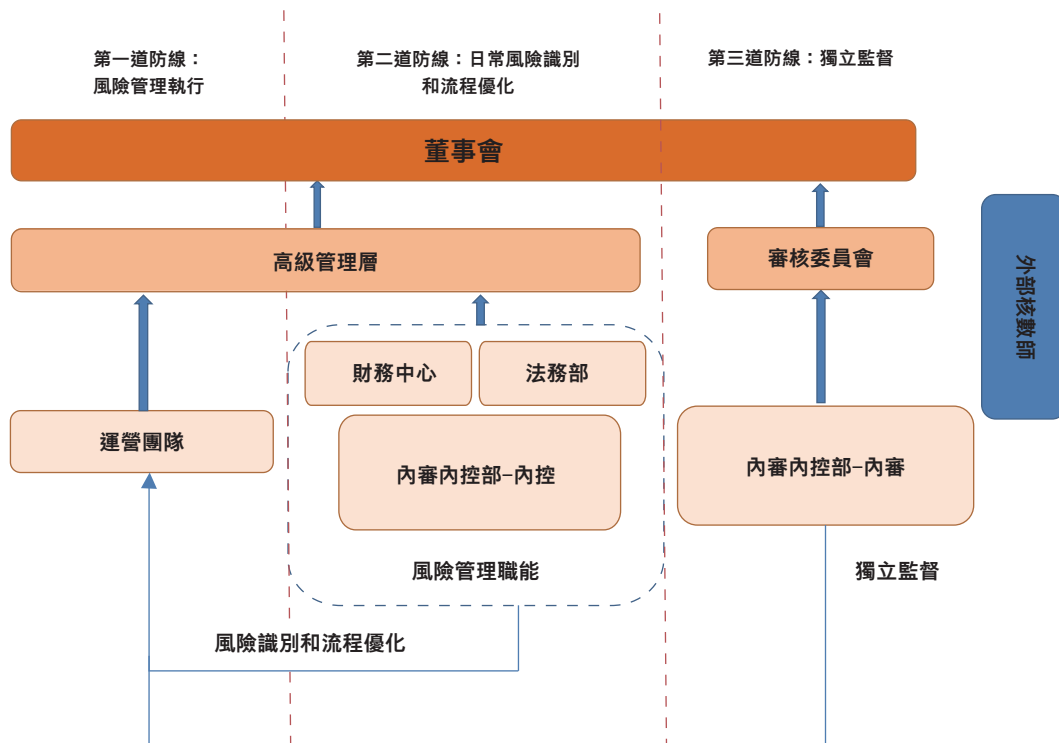 第一道防線：
風險管理執行
第二道防線：日常風險識別
和流程優化
第三道防線：獨立監督
董事會
高級管理層
審核委員會
外部核數師
財務中心
法務部
運營團隊
內審內控部–內控
內審內控部–內審
風險管理職能
獨立監督
風險識別和流程優化